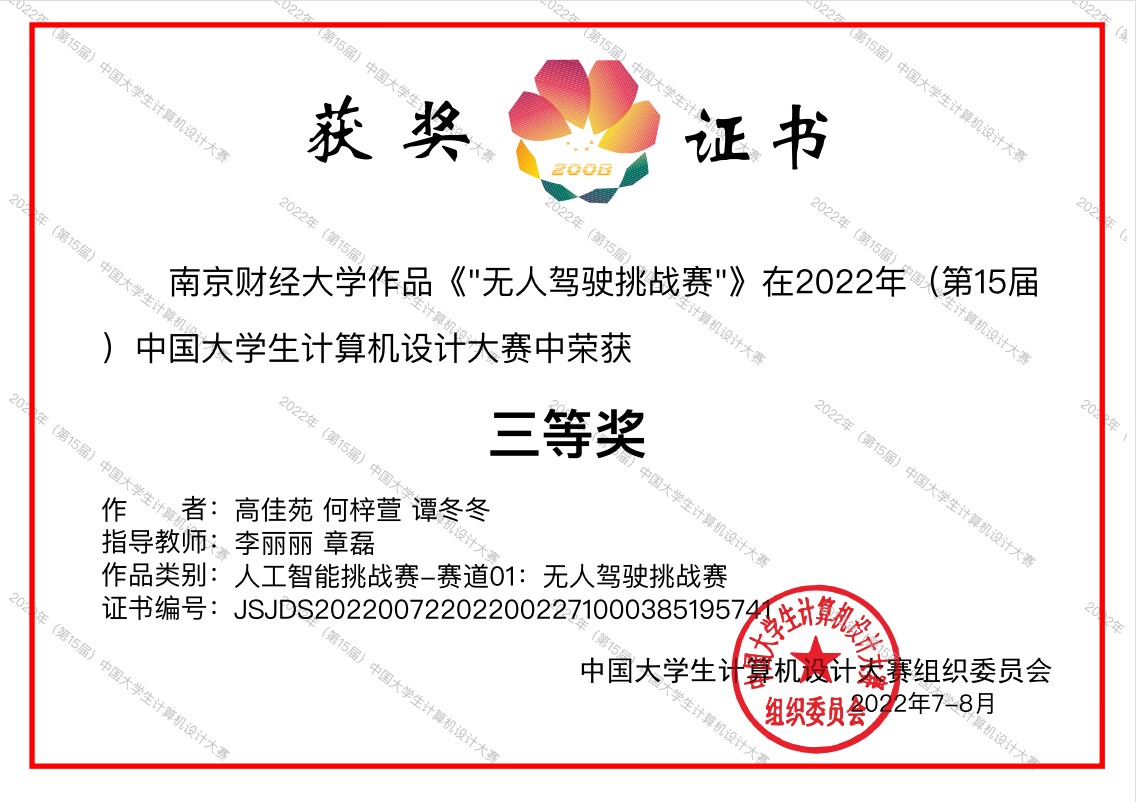 获奖 证书
2008
南京财经大学作品《"无人驾驶挑战赛"》在2022年（第15届
）中国大学生计算机设计大赛中荣获
三等奖
作　　者：高佳苑 何梓萱 谭冬冬
指导教师：李丽丽 章磊
作品类别：人工智能挑战赛-赛道01：无人驾驶挑战赛
证书编号：JSJDS202200722022002271000385195741
中国大学生计算机设计大赛组织委员会
2022年7-8月
中国大学生计算机设计大赛
组织委员会
2022年（第15届）中国大学生计算机设计大赛